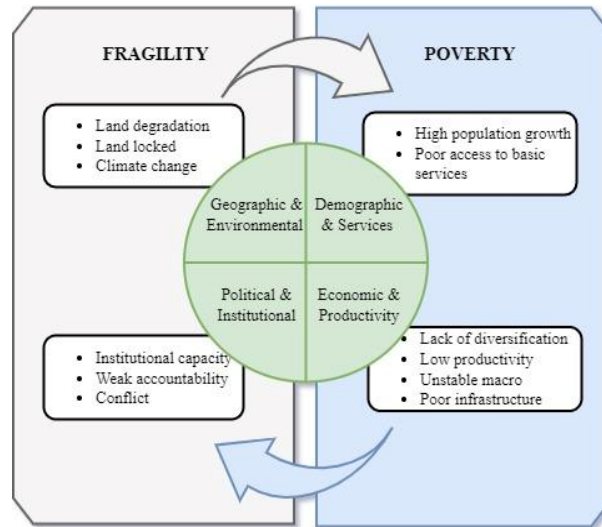 FRAGILITY
POVERTY
• Land degradation
• Land locked
• Climate change
• High population growth
• Poor access to basic
services
Geographic &
Environmental
Demographic
& Services
Political &
Institutional
Economic &
Productivity
• Institutional capacity
• Weak accountability
• Conflict
• Lack of diversification
• Low productivity
• Unstable macro
• Poor infrastructure